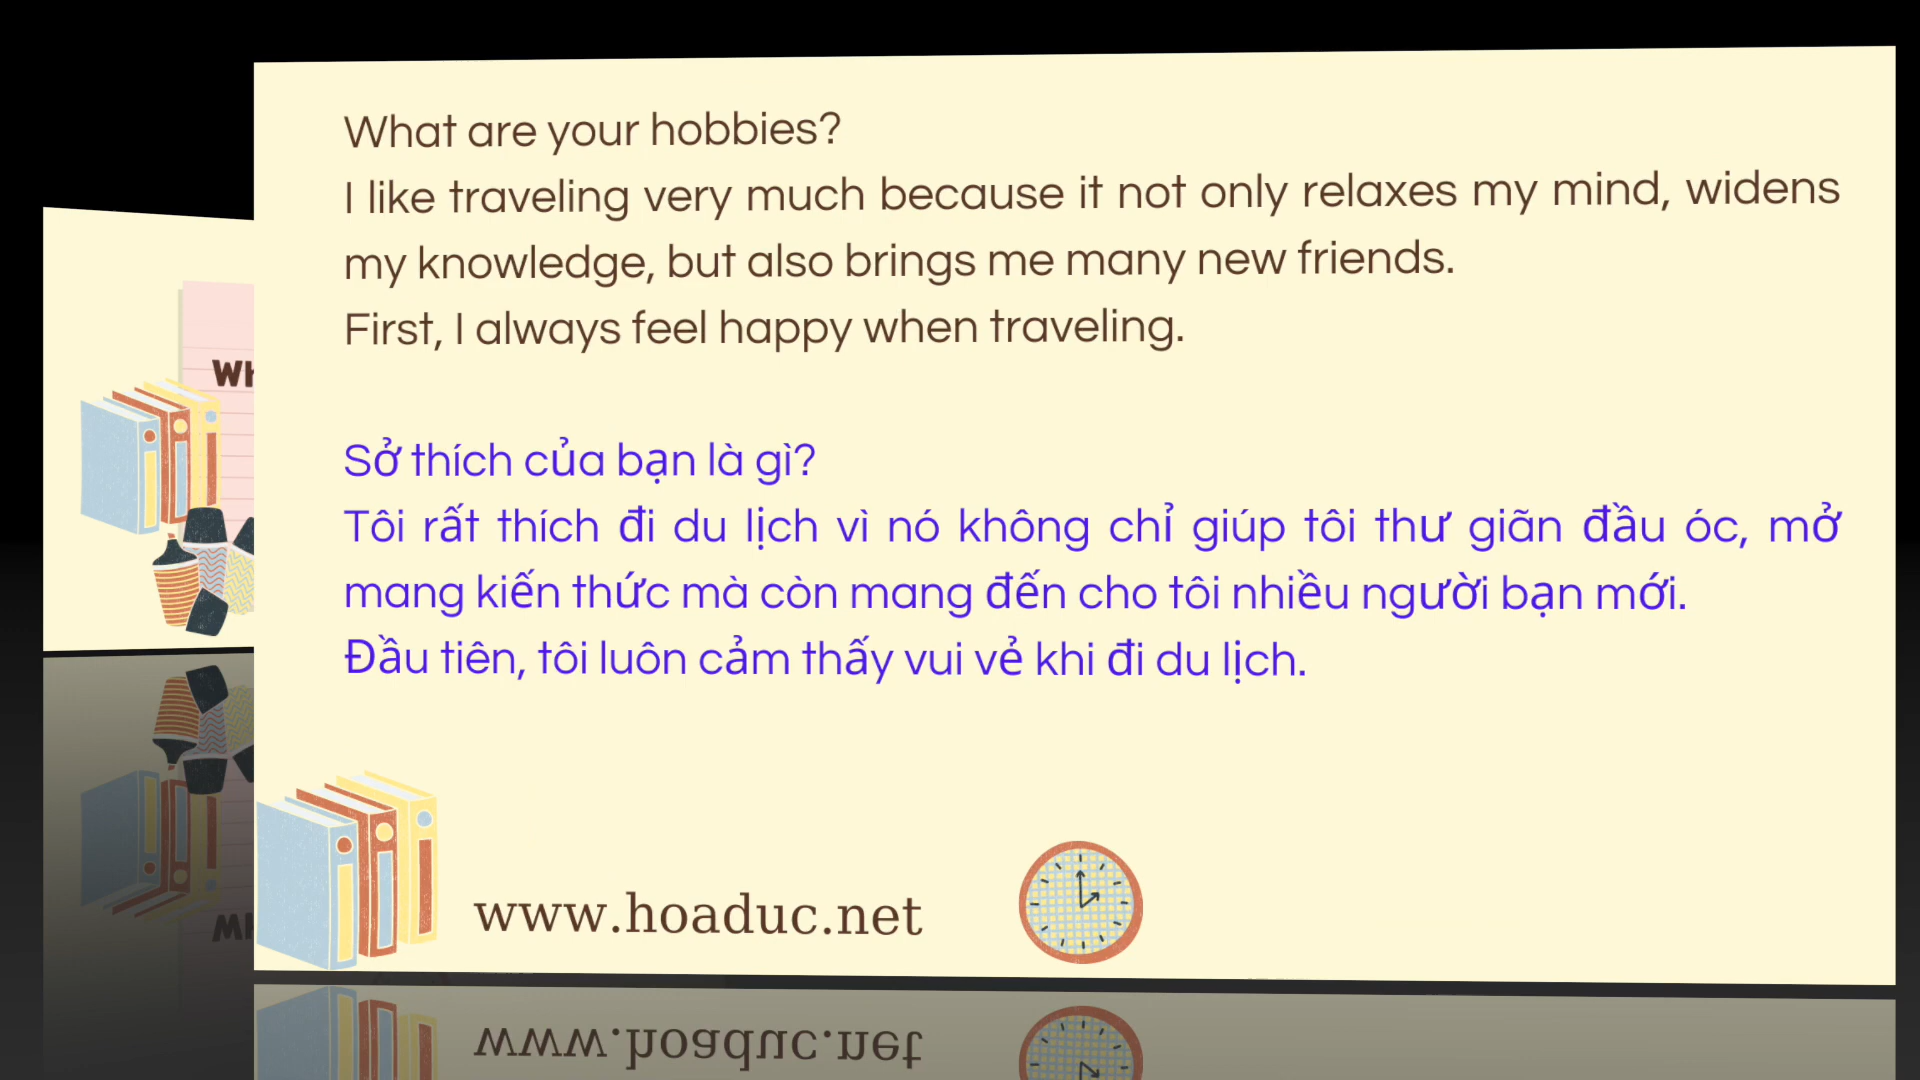 What are your hobbies?
I like traveling very much because it not only relaxes my mind, widens
my knowledge, but also brings me many new friends.
First, I always feel happy when traveling.
Sở thích của bạn là gì?
Tôi rất thích đi du lịch vì nó không chỉ giúp tôi thư giãn đầu óc, mở
mang kiến thức mà còn mang đến cho tôi nhiều người bạn mới.
Đầu tiên, tôi luôn cảm thấy vui vẻ khi đi du lịch.
www.hoaduc.net